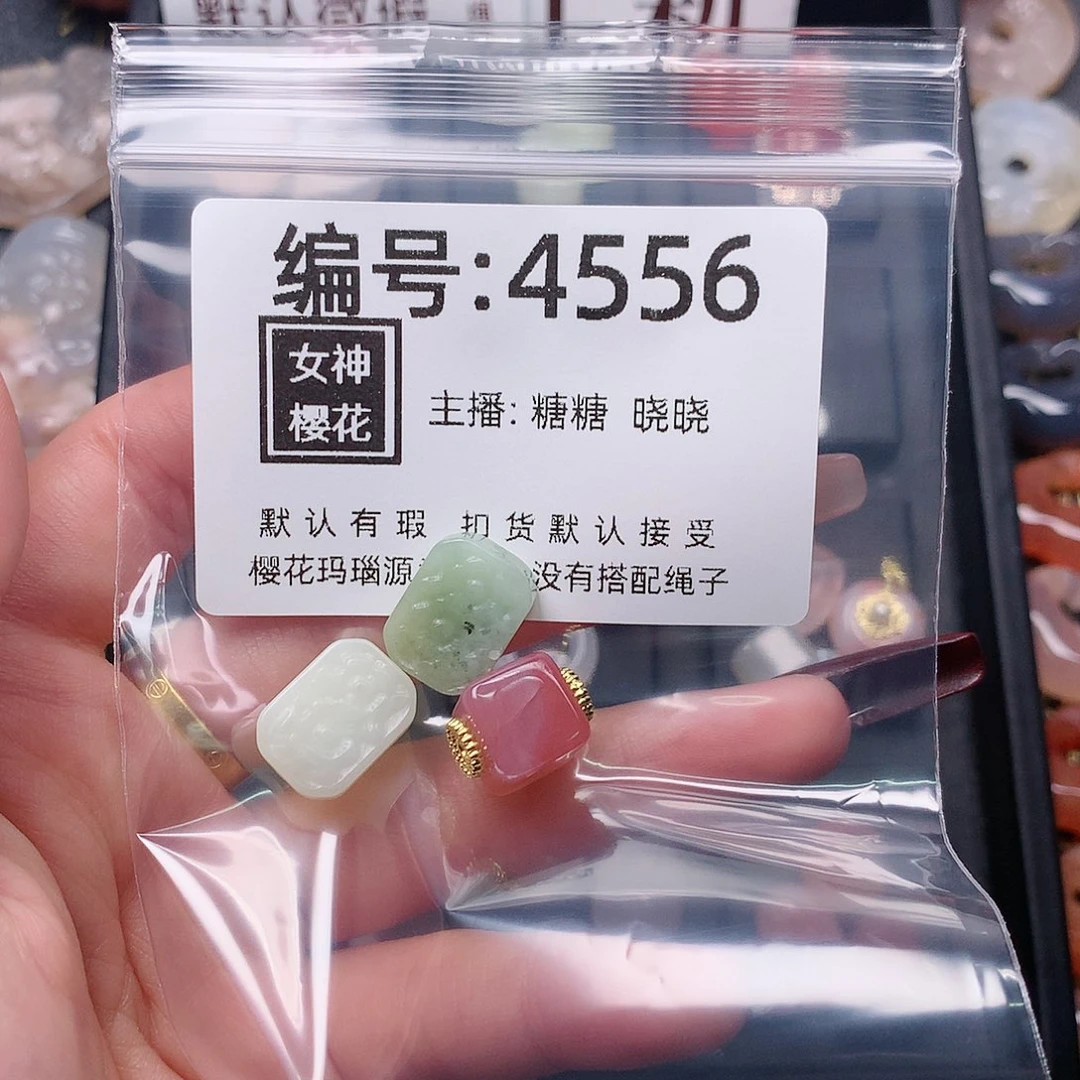 编号:4556
女神
樱花
主播: 糖糖 晓晓
默认有瑕 扣货默认接受
樱花玛瑙源 没有搭配绳子